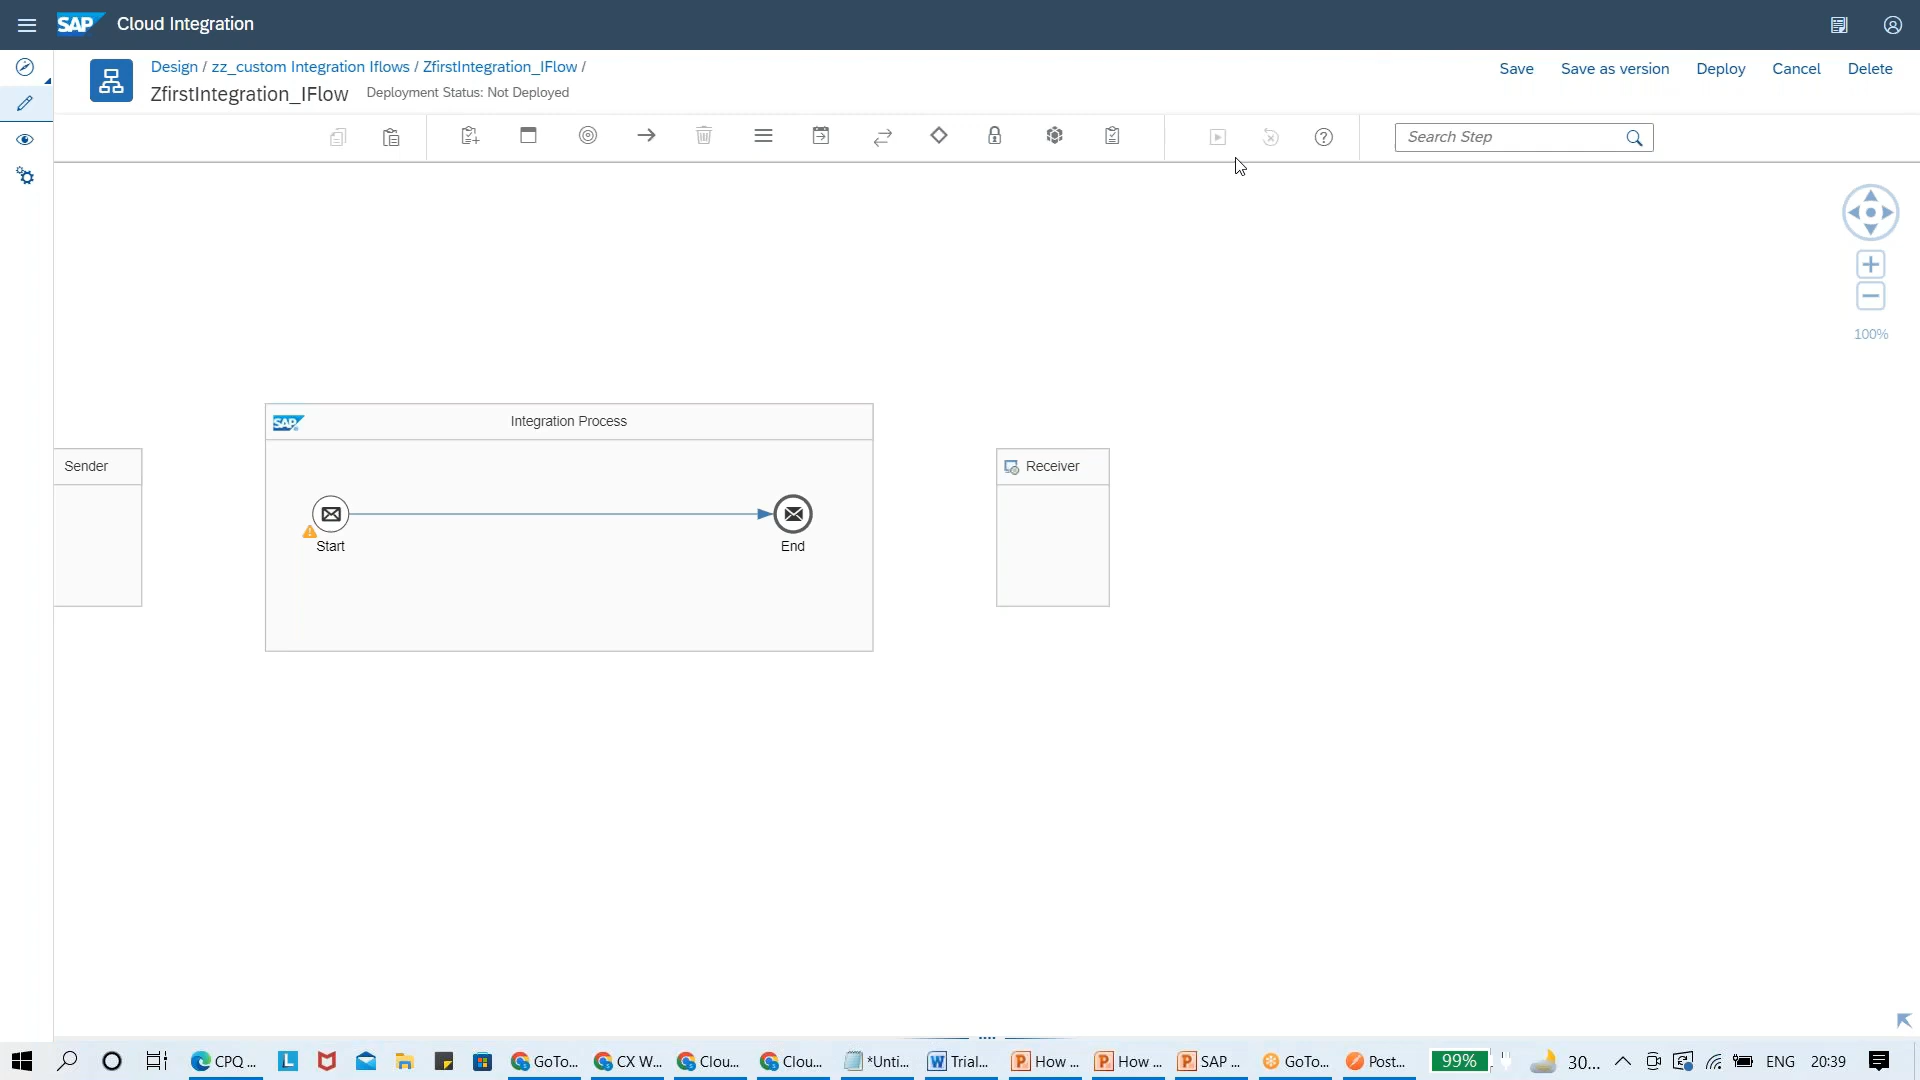 SAP Cloud Integration
Design / zz_custom Integration Iflows / ZfirstIntegration_IFlow /
ZfirstIntegration_IFlow Deployment Status: Not Deployed
Save Save as version Deploy Cancel Delete
Search Step
100%
SAP Integration Process
Sender
Receiver
Start
End
CPQ ... L GoTo... CX W... Clou... Clou... *Unti... W Trial... P How ... P How ... P SAP ... GoTo... Post... 99% 30... ENG 20:39